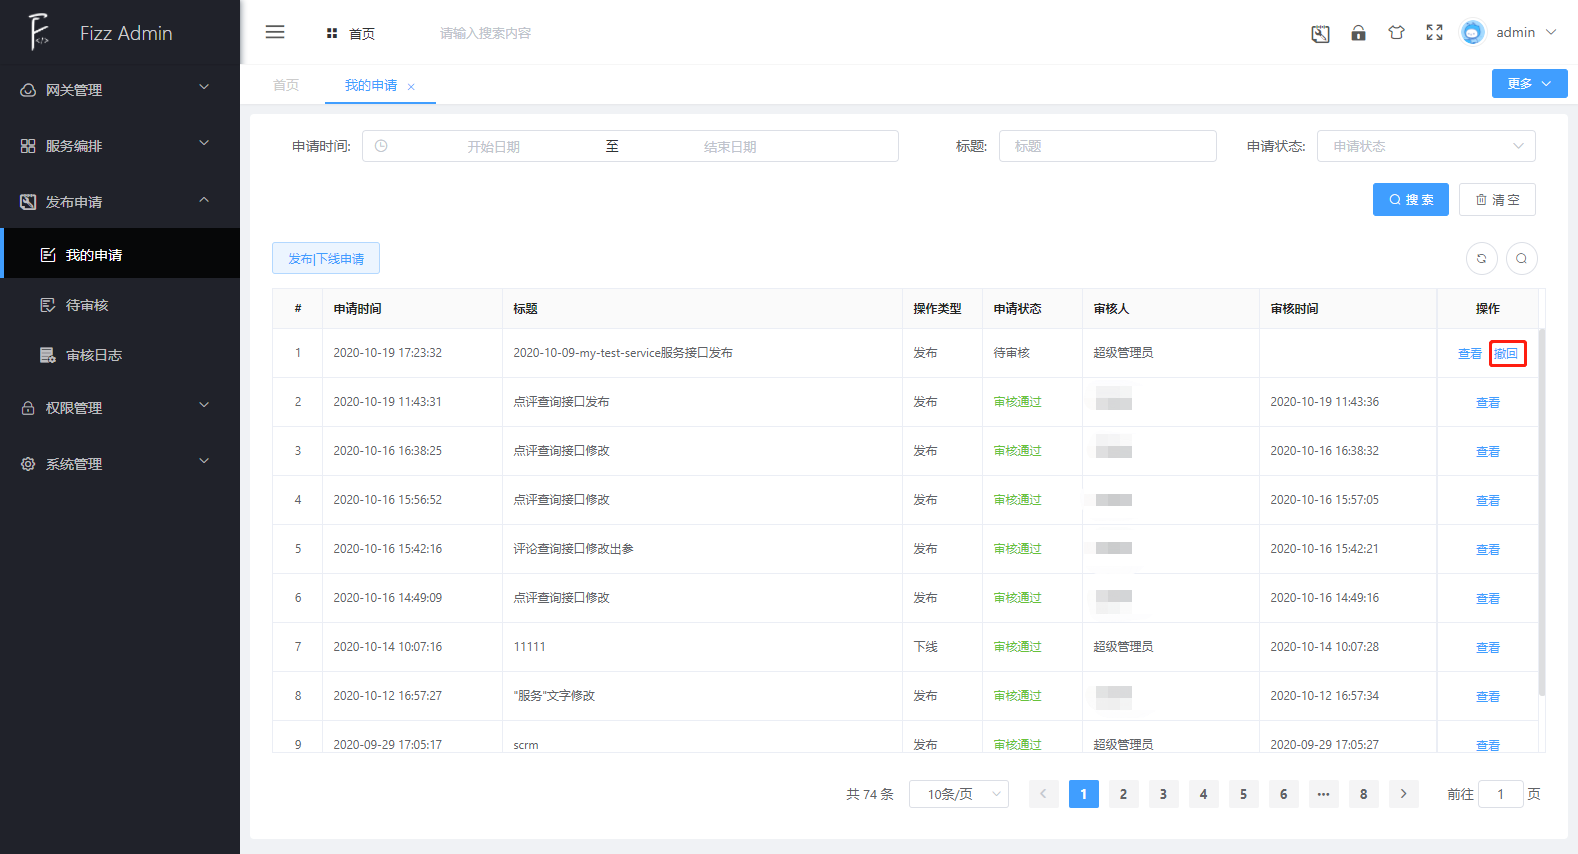 Fizz Admin
首页
请输入搜索内容
admin
网关管理
服务编排
发布申请
我的申请
待审核
审核日志
权限管理
系统管理
首页 我的申请 ×
更多
申请时间: 开始日期 至 结束日期 标题: 标题 申请状态: 申请状态
搜索 清空
发布|下线申请
# 申请时间 标题 操作类型 申请状态 审核人 审核时间 操作
1 2020-10-19 17:23:32 2020-10-09-my-test-service服务接口发布 发布 待审核 超级管理员 查看 撤回
2 2020-10-19 11:43:31 点评查询接口发布 发布 审核通过 2020-10-19 11:43:36 查看
3 2020-10-16 16:38:25 点评查询接口修改 发布 审核通过 2020-10-16 16:38:32 查看
4 2020-10-16 15:56:52 点评查询接口修改 发布 审核通过 2020-10-16 15:57:05 查看
5 2020-10-16 15:42:16 评论查询接口修改出参 发布 审核通过 2020-10-16 15:42:21 查看
6 2020-10-16 14:49:09 点评查询接口修改 发布 审核通过 2020-10-16 14:49:16 查看
7 2020-10-14 10:07:16 11111 下线 审核通过 超级管理员 2020-10-14 10:07:28 查看
8 2020-10-12 16:57:27 "服务"文字修改 发布 审核通过 2020-10-12 16:57:34 查看
9 2020-09-29 17:05:17 scrm 发布 审核通过 超级管理员 2020-09-29 17:05:27 查看
共 74 条 10条/页 < 1 2 3 4 5 6 ··· 8 > 前往 1 页